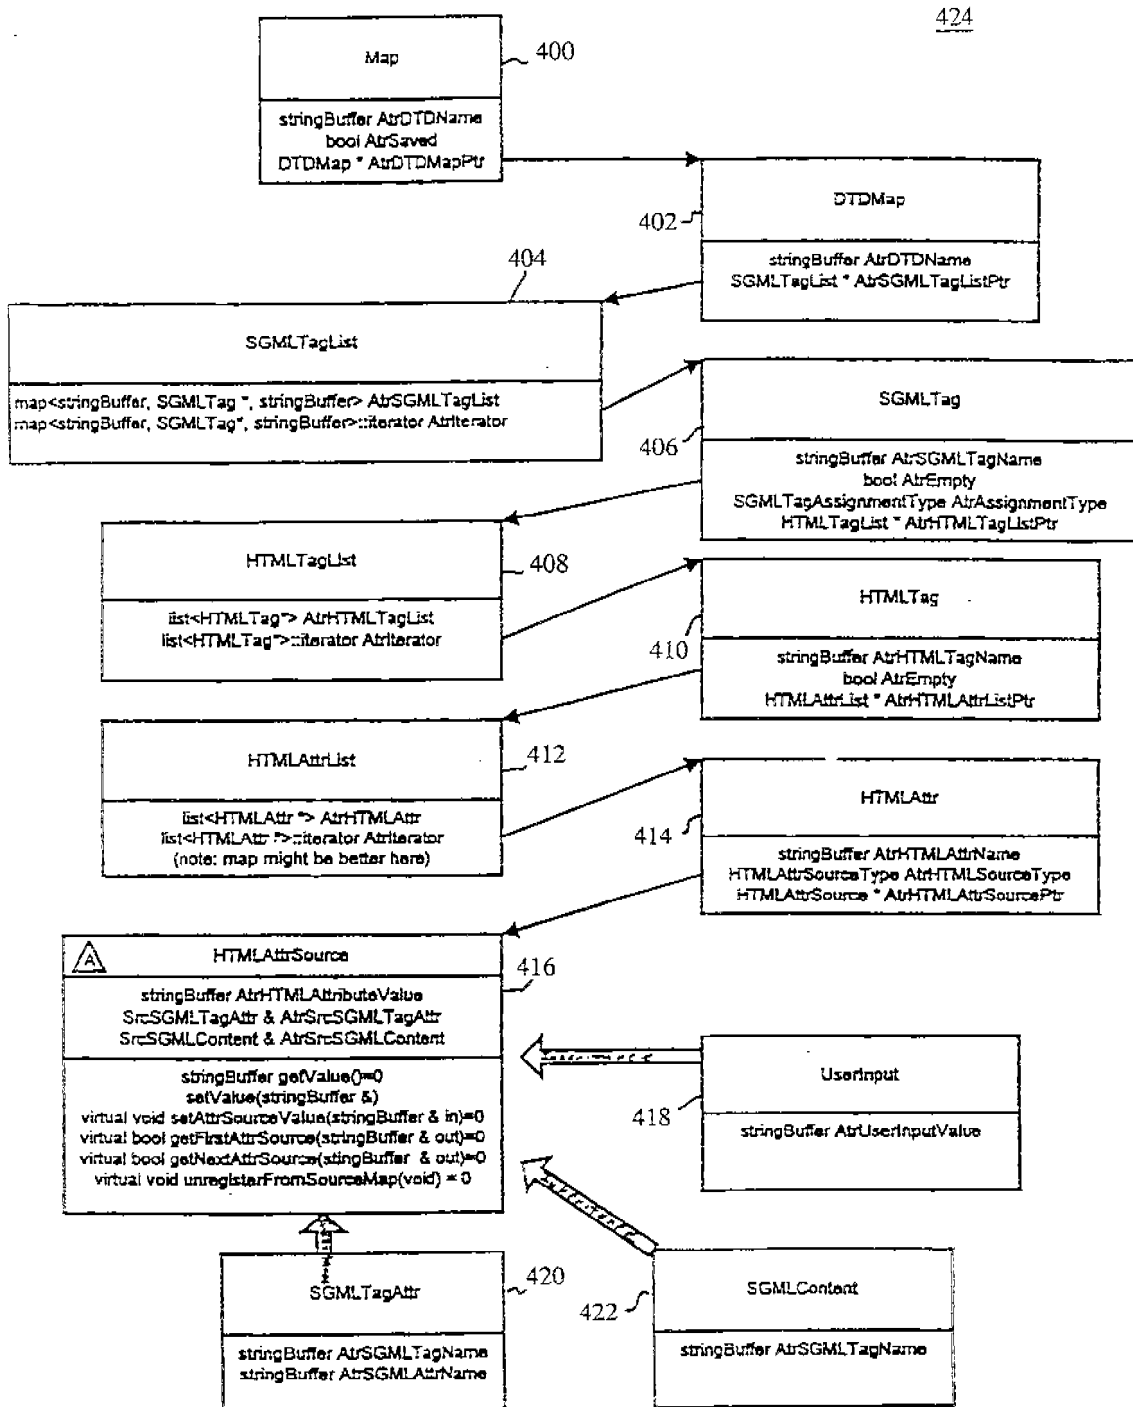 424
Map
400
stringBuffer AtrDTDName
bool AtrSaved
DTDMap * AtrDTDMapPtr
DTDMap
402
stringBuffer AtrDTDName
SGMLTagList * AtrSGMLTagListPtr
404
SGMLTagList
map<stringBuffer, SGMLTag *, stringBuffer> AtrSGMLTagList
map<stringBuffer, SGMLTag*, stringBuffer>::iterator AtrIterator
SGMLTag
406
stringBuffer AtrSGMLTagName
bool AtrEmpty
SGMLTagAssignmentType AtrAssignmentType
HTMLTagList * AtrHTMLTagListPtr
HTMLTagList
408
list<HTMLTag*> AtrHTMLTagList
list<HTMLTag*>::iterator AtrIterator
HTMLTag
410
stringBuffer AtrHTMLTagName
bool AtrEmpty
HTMLAttrList * AtrHTMLAttrListPtr
HTMLAttrList
412
list<HTMLAttr *> AtrHTMLAttr
list<HTMLAttr *>::iterator AtrIterator
(note: map might be better here)
HTMLAttr
414
stringBuffer AtrHTMLAttrName
HTMLAttrSourceType AtrHTMLSourceType
HTMLAttrSource * AtrHTMLAttrSourcePtr
A
HTMLAttrSource
416
stringBuffer AtrHTMLAttributeValue
SrcSGMLTagAttr & AtrSrcSGMLTagAttr
SrcSGMLContent & AtrSrcSGMLContent
stringBuffer getValue()=0
setValue(stringBuffer &)
virtual void setAttrSourceValue(stringBuffer & in)=0
virtual bool getFirstAttrSource(stringBuffer & out)=0
virtual bool getNextAttrSource(stingBuffer & out)=0
virtual void unregisterFromSourceMap(void) = 0
UserInput
418
stringBuffer AtrUserInputValue
SGMLTagAttr
420
stringBuffer AtrSGMLTagName
stringBuffer AtrSGMLAttrName
SGMLContent
422
stringBuffer AtrSGMLTagName